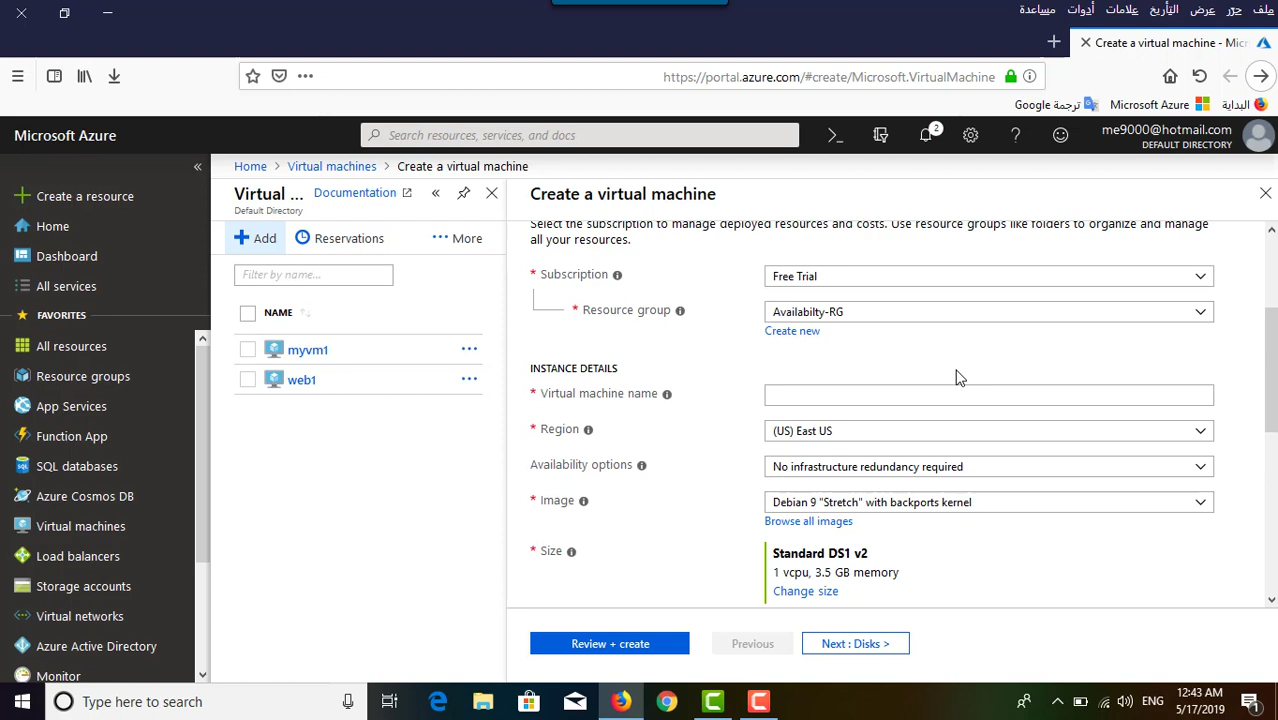 ملف حرّر عرض التأريخ علامات أدوات مساعدة
Create a virtual machine - Micr
https://portal.azure.com/#create/Microsoft.VirtualMachine
البداية Microsoft Azure ترجمة Google
Microsoft Azure
Search resources, services, and docs
2
me9000@hotmail.com
DEFAULT DIRECTORY
Create a resource
Home
Dashboard
All services
FAVORITES
All resources
Resource groups
App Services
Function App
SQL databases
Azure Cosmos DB
Virtual machines
Load balancers
Storage accounts
Virtual networks
Azure Active Directory
Monitor
Home > Virtual machines > Create a virtual machine
Virtual ... Documentation
Default Directory
Add Reservations More
Filter by name...
NAME
myvm1
web1
Create a virtual machine
Select the subscription to manage deployed resources and costs. Use resource groups like folders to organize and manage
all your resources.
* Subscription Free Trial
* Resource group Availabilty-RG
Create new
INSTANCE DETAILS
* Virtual machine name
* Region (US) East US
Availability options No infrastructure redundancy required
* Image Debian 9 "Stretch" with backports kernel
Browse all images
* Size Standard DS1 v2
1 vcpu, 3.5 GB memory
Change size
Review + create Previous Next : Disks >
Type here to search
ENG
12:43 AM
5/17/2019
1